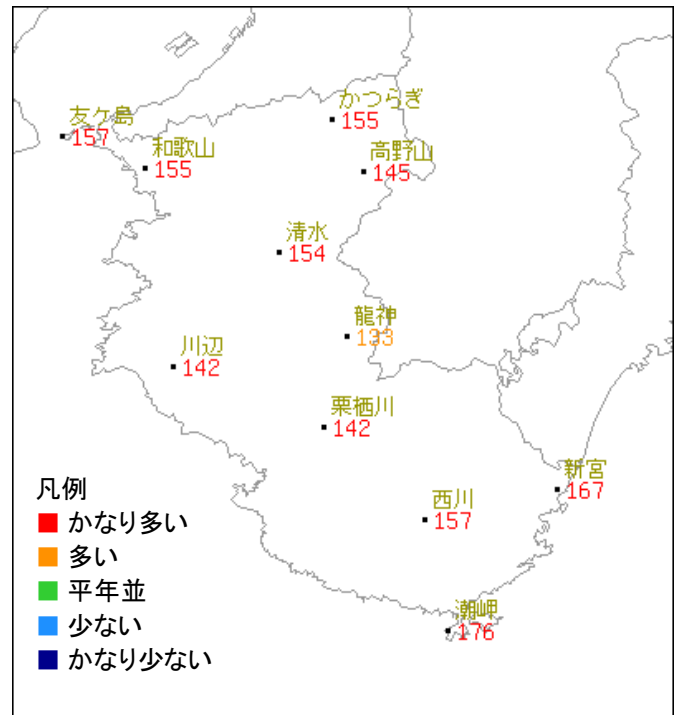 かつらぎ
155
友ケ島
157
和歌山
155
高野山
145
清水
154
龍神
133
川辺
142
栗栖川
142
新宮
167
西川
157
潮岬
176
凡例
かなり多い
多い
平年並
少ない
かなり少ない